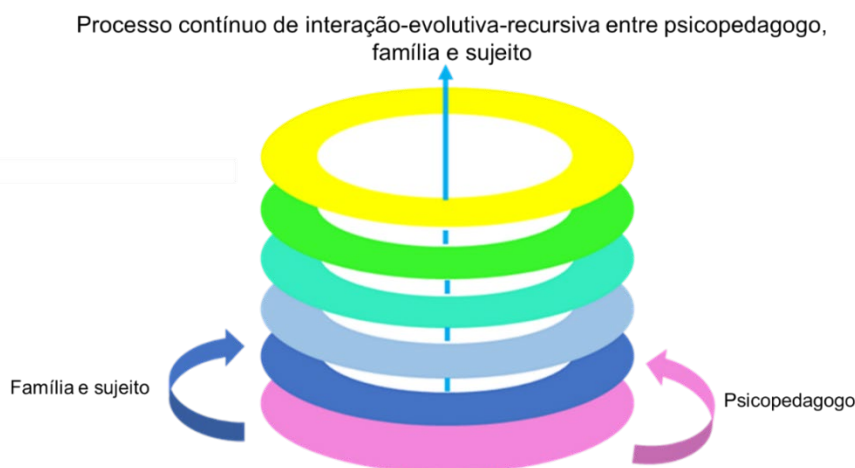 Processo contínuo de interação-evolutiva-recursiva entre psicopedagogo,
família e sujeito
Família e sujeito
Psicopedagogo